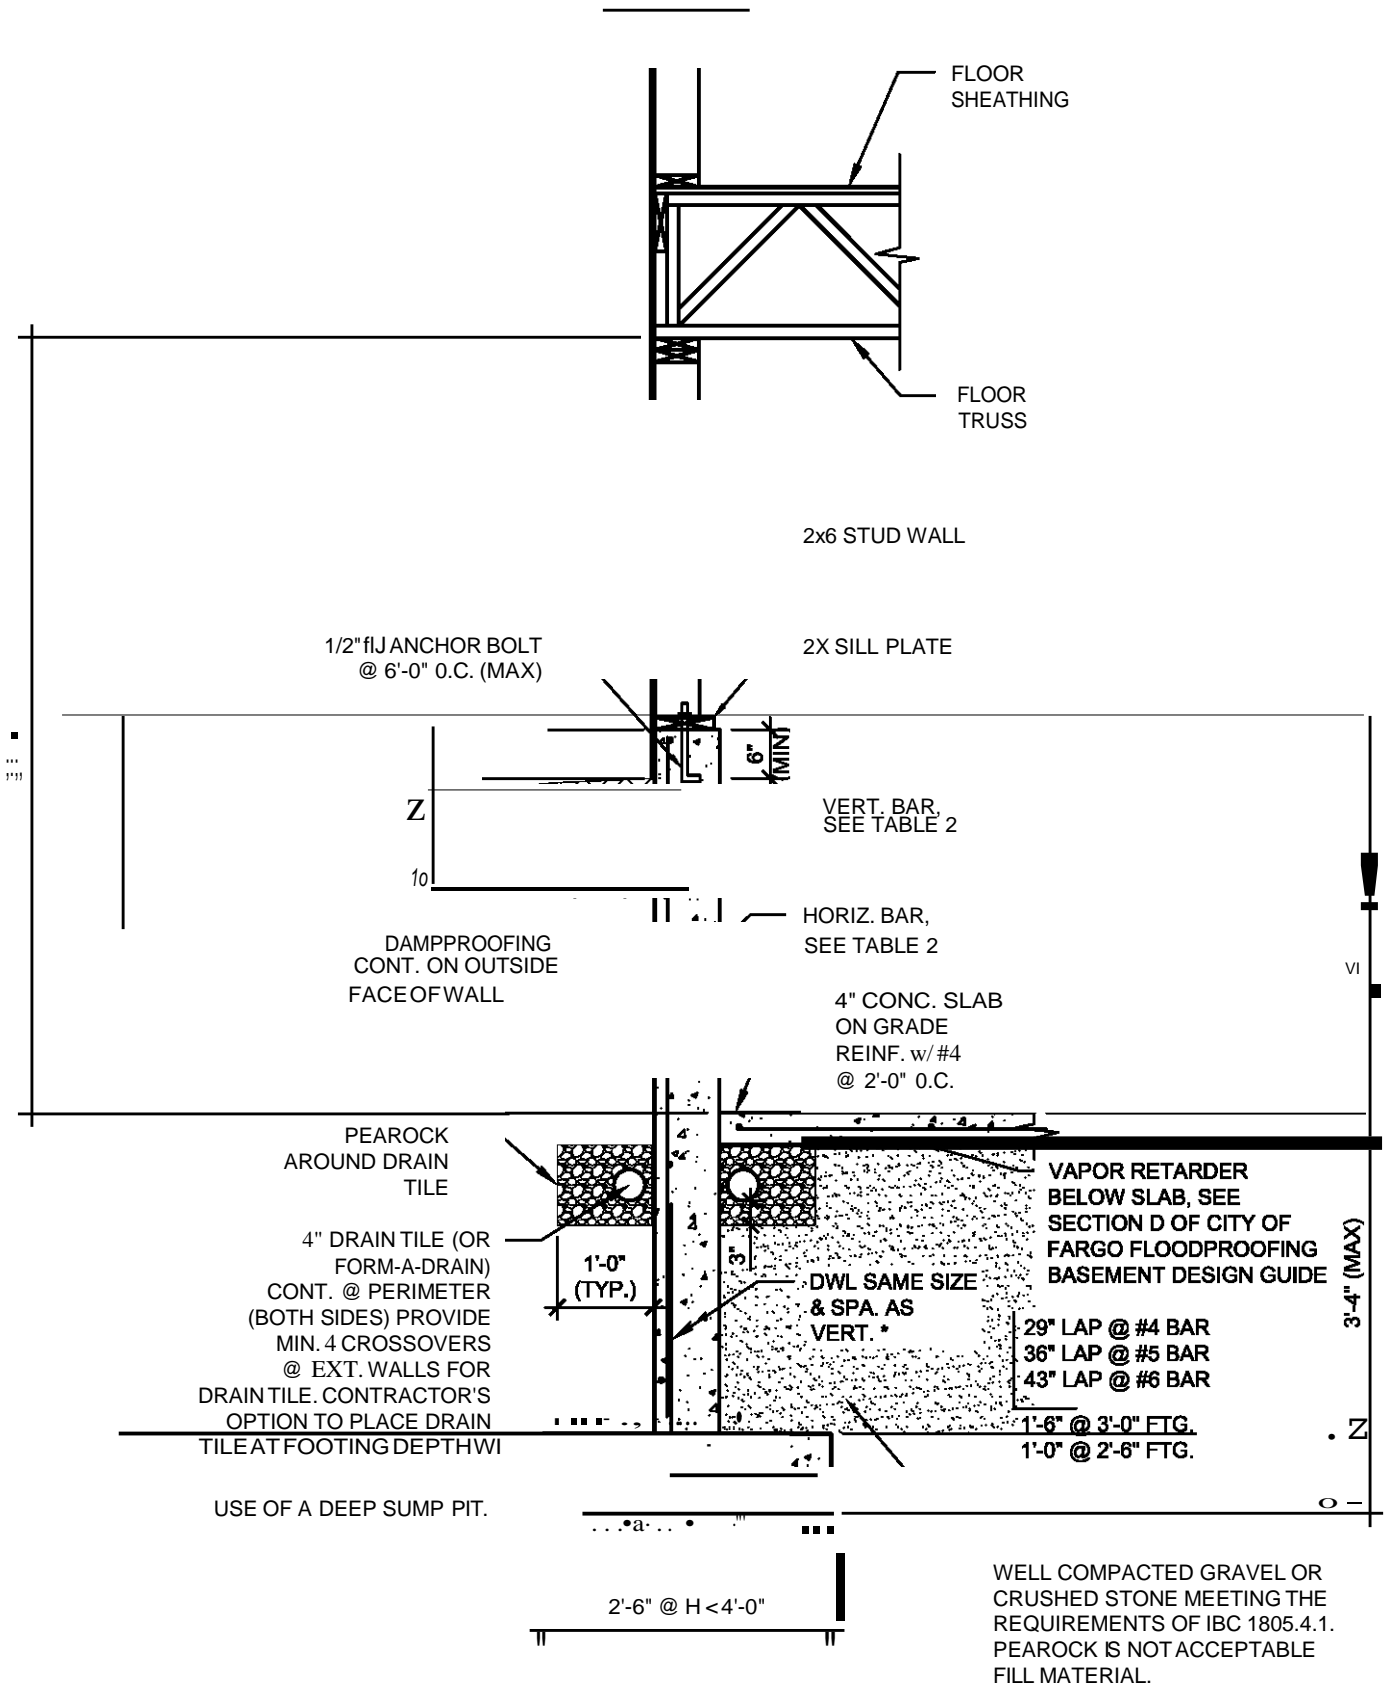 FLOOR
SHEATHING
FLOOR
TRUSS
2x6 STUD WALL
1/2" flJ ANCHOR BOLT
@ 6'-0" 0.C. (MAX)
2X SILL PLATE
6"
(MIN)
Z
10
VERT. BAR,
SEE TABLE 2
HORIZ. BAR,
SEE TABLE 2
DAMPPROOFING
CONT. ON OUTSIDE
FACE OF WALL
VI
4" CONC. SLAB
ON GRADE
REINF. w/ #4
@ 2'-0" 0.C.
PEAROCK
AROUND DRAIN
TILE
4" DRAIN TILE (OR
FORM-A-DRAIN)
CONT. @ PERIMETER
(BOTH SIDES) PROVIDE
MIN. 4 CROSSOVERS
@ EXT. WALLS FOR
DRAIN TILE. CONTRACTOR'S
OPTION TO PLACE DRAIN
TILE AT FOOTING DEPTH WI
USE OF A DEEP SUMP PIT.
1'-0"
(TYP.)
3"
DWL SAME SIZE
& SPA. AS
VERT. *
VAPOR RETARDER
BELOW SLAB, SEE
SECTION D OF CITY OF
FARGO FLOODPROOFING
BASEMENT DESIGN GUIDE
3'-4" (MAX)
29" LAP @ #4 BAR
36" LAP @ #5 BAR
43" LAP @ #6 BAR
1'-6" @ 3'-0" FTG.
1'-0" @ 2'-6" FTG.
Z
O –
2'-6" @ H < 4'-0"
WELL COMPACTED GRAVEL OR
CRUSHED STONE MEETING THE
REQUIREMENTS OF IBC 1805.4.1.
PEAROCK IS NOT ACCEPTABLE
FILL MATERIAL.